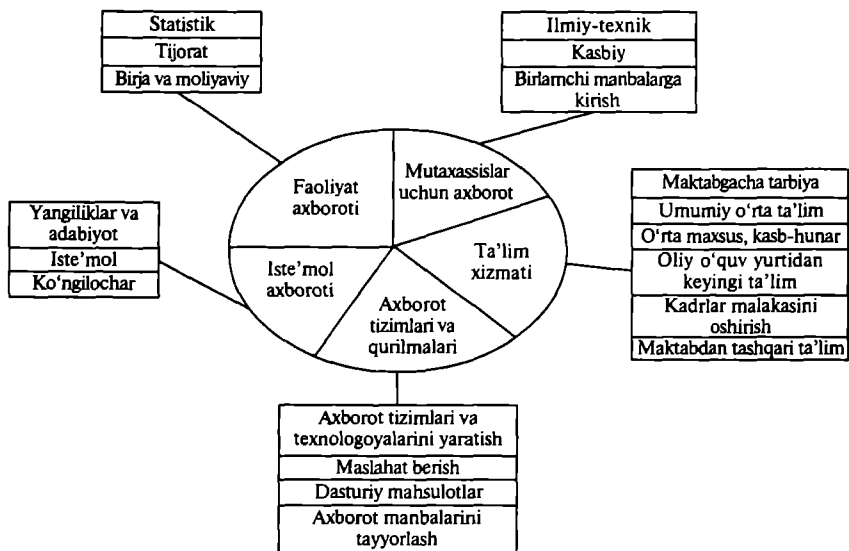 Statistik
Tijorat
Birja va moliyaviy
Ilmiy-texnik
Kasbiy
Birlamchi manbalarga
kirish
Faoliyat
axboroti
Mutaxassislar
uchun axborot
Yangiliklar va
adabiyot
Iste’mol
Ko‘ngilochar
Iste’mol
axboroti
Ta’lim
xizmati
Axborot
tizimlari va
qurilmalari
Maktabgacha tarbiya
Umumiy o‘rta ta’lim
O‘rta maxsus, kasb-hunar
Oliy o‘quv yurtidan
keyingi ta’lim
Kadrlar malakasini
oshirish
Maktabdan tashqari ta’lim
Axborot tizimlari va
texnologoyalarini yaratish
Maslahat berish
Dasturiy mahsulotlar
Axborot manbalarini
tayyorlash